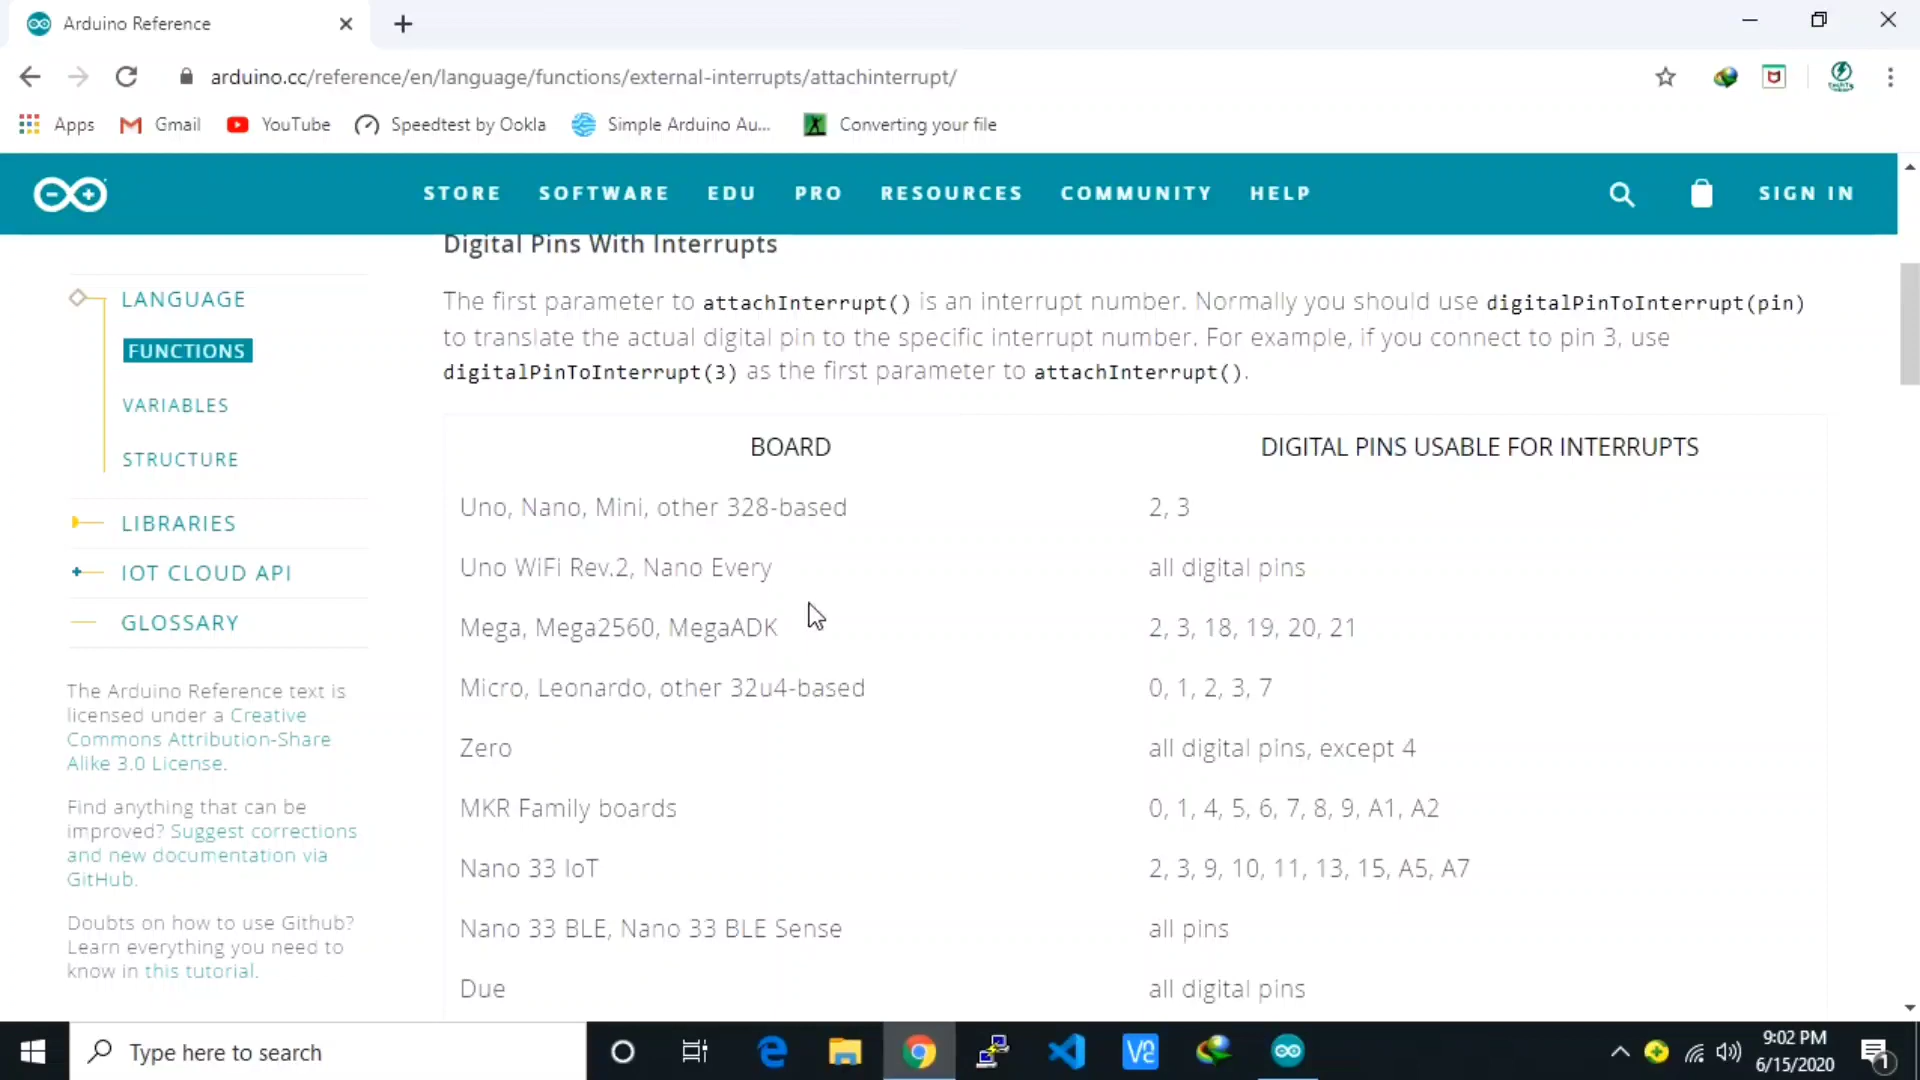 Arduino Reference
arduino.cc/reference/en/language/functions/external-interrupts/attachinterrupt/
Apps Gmail YouTube Speedtest by Ookla Simple Arduino Au... Converting your file
STORE SOFTWARE EDU PRO RESOURCES COMMUNITY HELP SIGN IN
LANGUAGE
FUNCTIONS
VARIABLES
STRUCTURE
LIBRARIES
IOT CLOUD API
GLOSSARY
The Arduino Reference text is
licensed under a Creative
Commons Attribution-Share
Alike 3.0 License.
Find anything that can be
improved? Suggest corrections
and new documentation via
GitHub.
Doubts on how to use Github?
Learn everything you need to
know in this tutorial.
Digital Pins With Interrupts
The first parameter to attachInterrupt() is an interrupt number. Normally you should use digitalPinToInterrupt(pin)
to translate the actual digital pin to the specific interrupt number. For example, if you connect to pin 3, use
digitalPinToInterrupt(3) as the first parameter to attachInterrupt().
BOARD DIGITAL PINS USABLE FOR INTERRUPTS
Uno, Nano, Mini, other 328-based 2, 3
Uno WiFi Rev.2, Nano Every all digital pins
Mega, Mega2560, MegaADK 2, 3, 18, 19, 20, 21
Micro, Leonardo, other 32u4-based 0, 1, 2, 3, 7
Zero all digital pins, except 4
MKR Family boards 0, 1, 4, 5, 6, 7, 8, 9, A1, A2
Nano 33 IoT 2, 3, 9, 10, 11, 13, 15, A5, A7
Nano 33 BLE, Nano 33 BLE Sense all pins
Due all digital pins
Type here to search
9:02 PM
6/15/2020
1